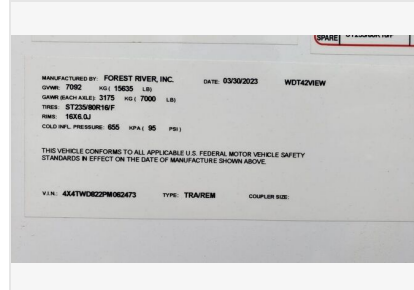 SPARE
MANUFACTURED BY: FOREST RIVER, INC. DATE: 03/30/2023 WDT42VIEW
GVWR: 7092 KG ( 15635 LB)
GAWR (EACH AXLE): 3175 KG ( 7000 LB)
TIRES: ST235/80R16/F
RIMS: 16X6.0J
COLD INFL. PRESSURE: 655 KPA ( 95 PSI )
THIS VEHICLE CONFORMS TO ALL APPLICABLE U.S. FEDERAL MOTOR VEHICLE SAFETY
STANDARDS IN EFFECT ON THE DATE OF MANUFACTURE SHOWN ABOVE.
V.I.N.: 4X4TWD822PM062473 TYPE: TRA/REM COUPLER SIZE: